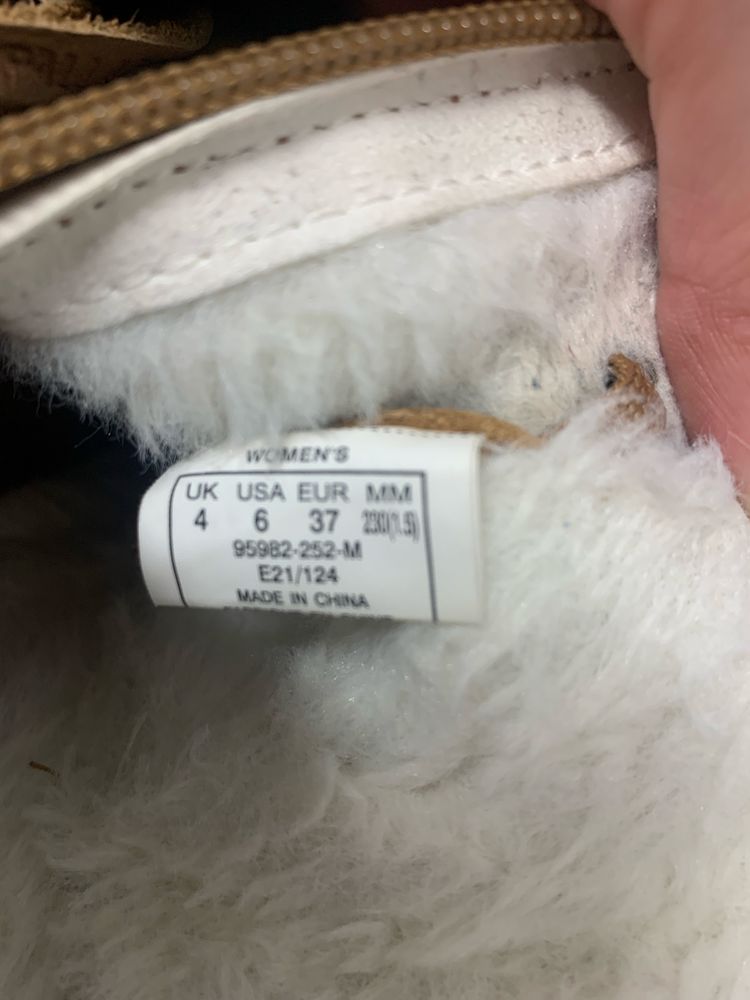 WOMEN'S
UK USA EUR MM
4 6 37 230(1.5)
95982-252-M
E21/124
MADE IN CHINA